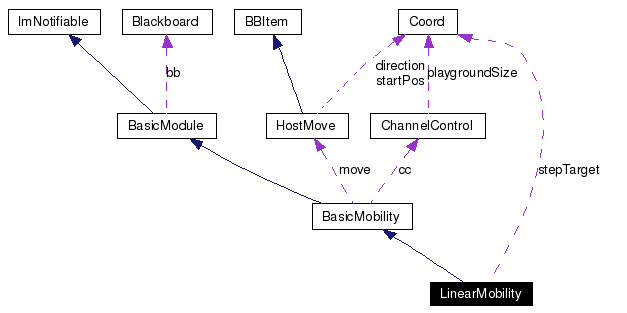 ImNotifiable
Blackboard
BBItem
Coord
bb
direction
startPos
playgroundSize
BasicModule
HostMove
ChannelControl
move
cc
stepTarget
BasicMobility
LinearMobility